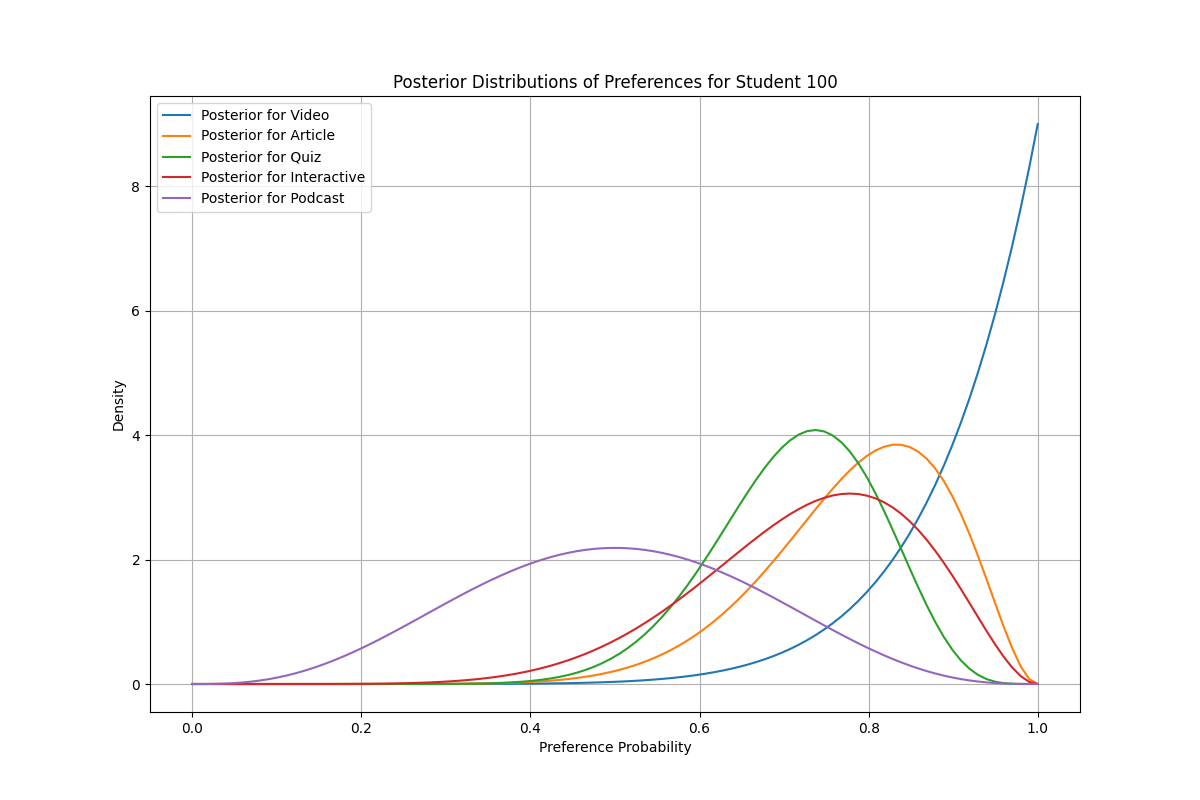 Posterior Distributions of Preferences for Student 100
Posterior for Video
Posterior for Article
Posterior for Quiz
Posterior for Interactive
Posterior for Podcast
Density
8
6
4
2
0
0.0 0.2 0.4 0.6 0.8 1.0
Preference Probability